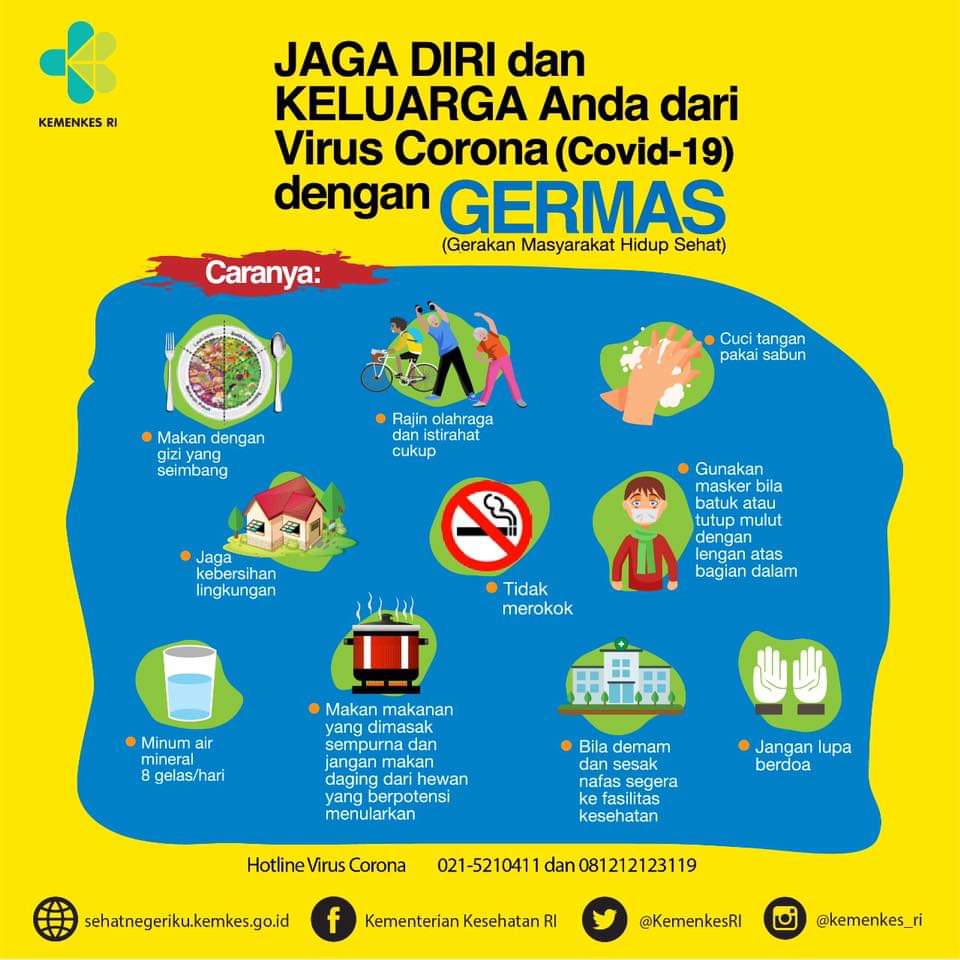 KEMENKES RI
JAGA DIRI dan
KELUARGA Anda dari
Virus Corona (Covid-19)
dengan GERMAS
(Gerakan Masyarakat Hidup Sehat)
Caranya:
Makan dengan
gizi yang
seimbang
Rajin olahraga
dan istirahat
cukup
Cuci tangan
pakai sabun
Jaga
kebersihan
lingkungan
Tidak
merokok
Gunakan
masker bila
batuk atau
tutup mulut
dengan
lengan atas
bagian dalam
Minum air
mineral
8 gelas/hari
Makan makanan
yang dimasak
sempurna dan
jangan makan
daging dari hewan
yang berpotensi
menularkan
Bila demam
dan sesak
nafas segera
ke fasilitas
kesehatan
Jangan lupa
berdoa
Hotline Virus Corona 021-5210411 dan 081212123119
sehatnegeriku.kemkes.go.id
Kementerian Kesehatan RI
@KemenkesRI
@kemenkes_ri